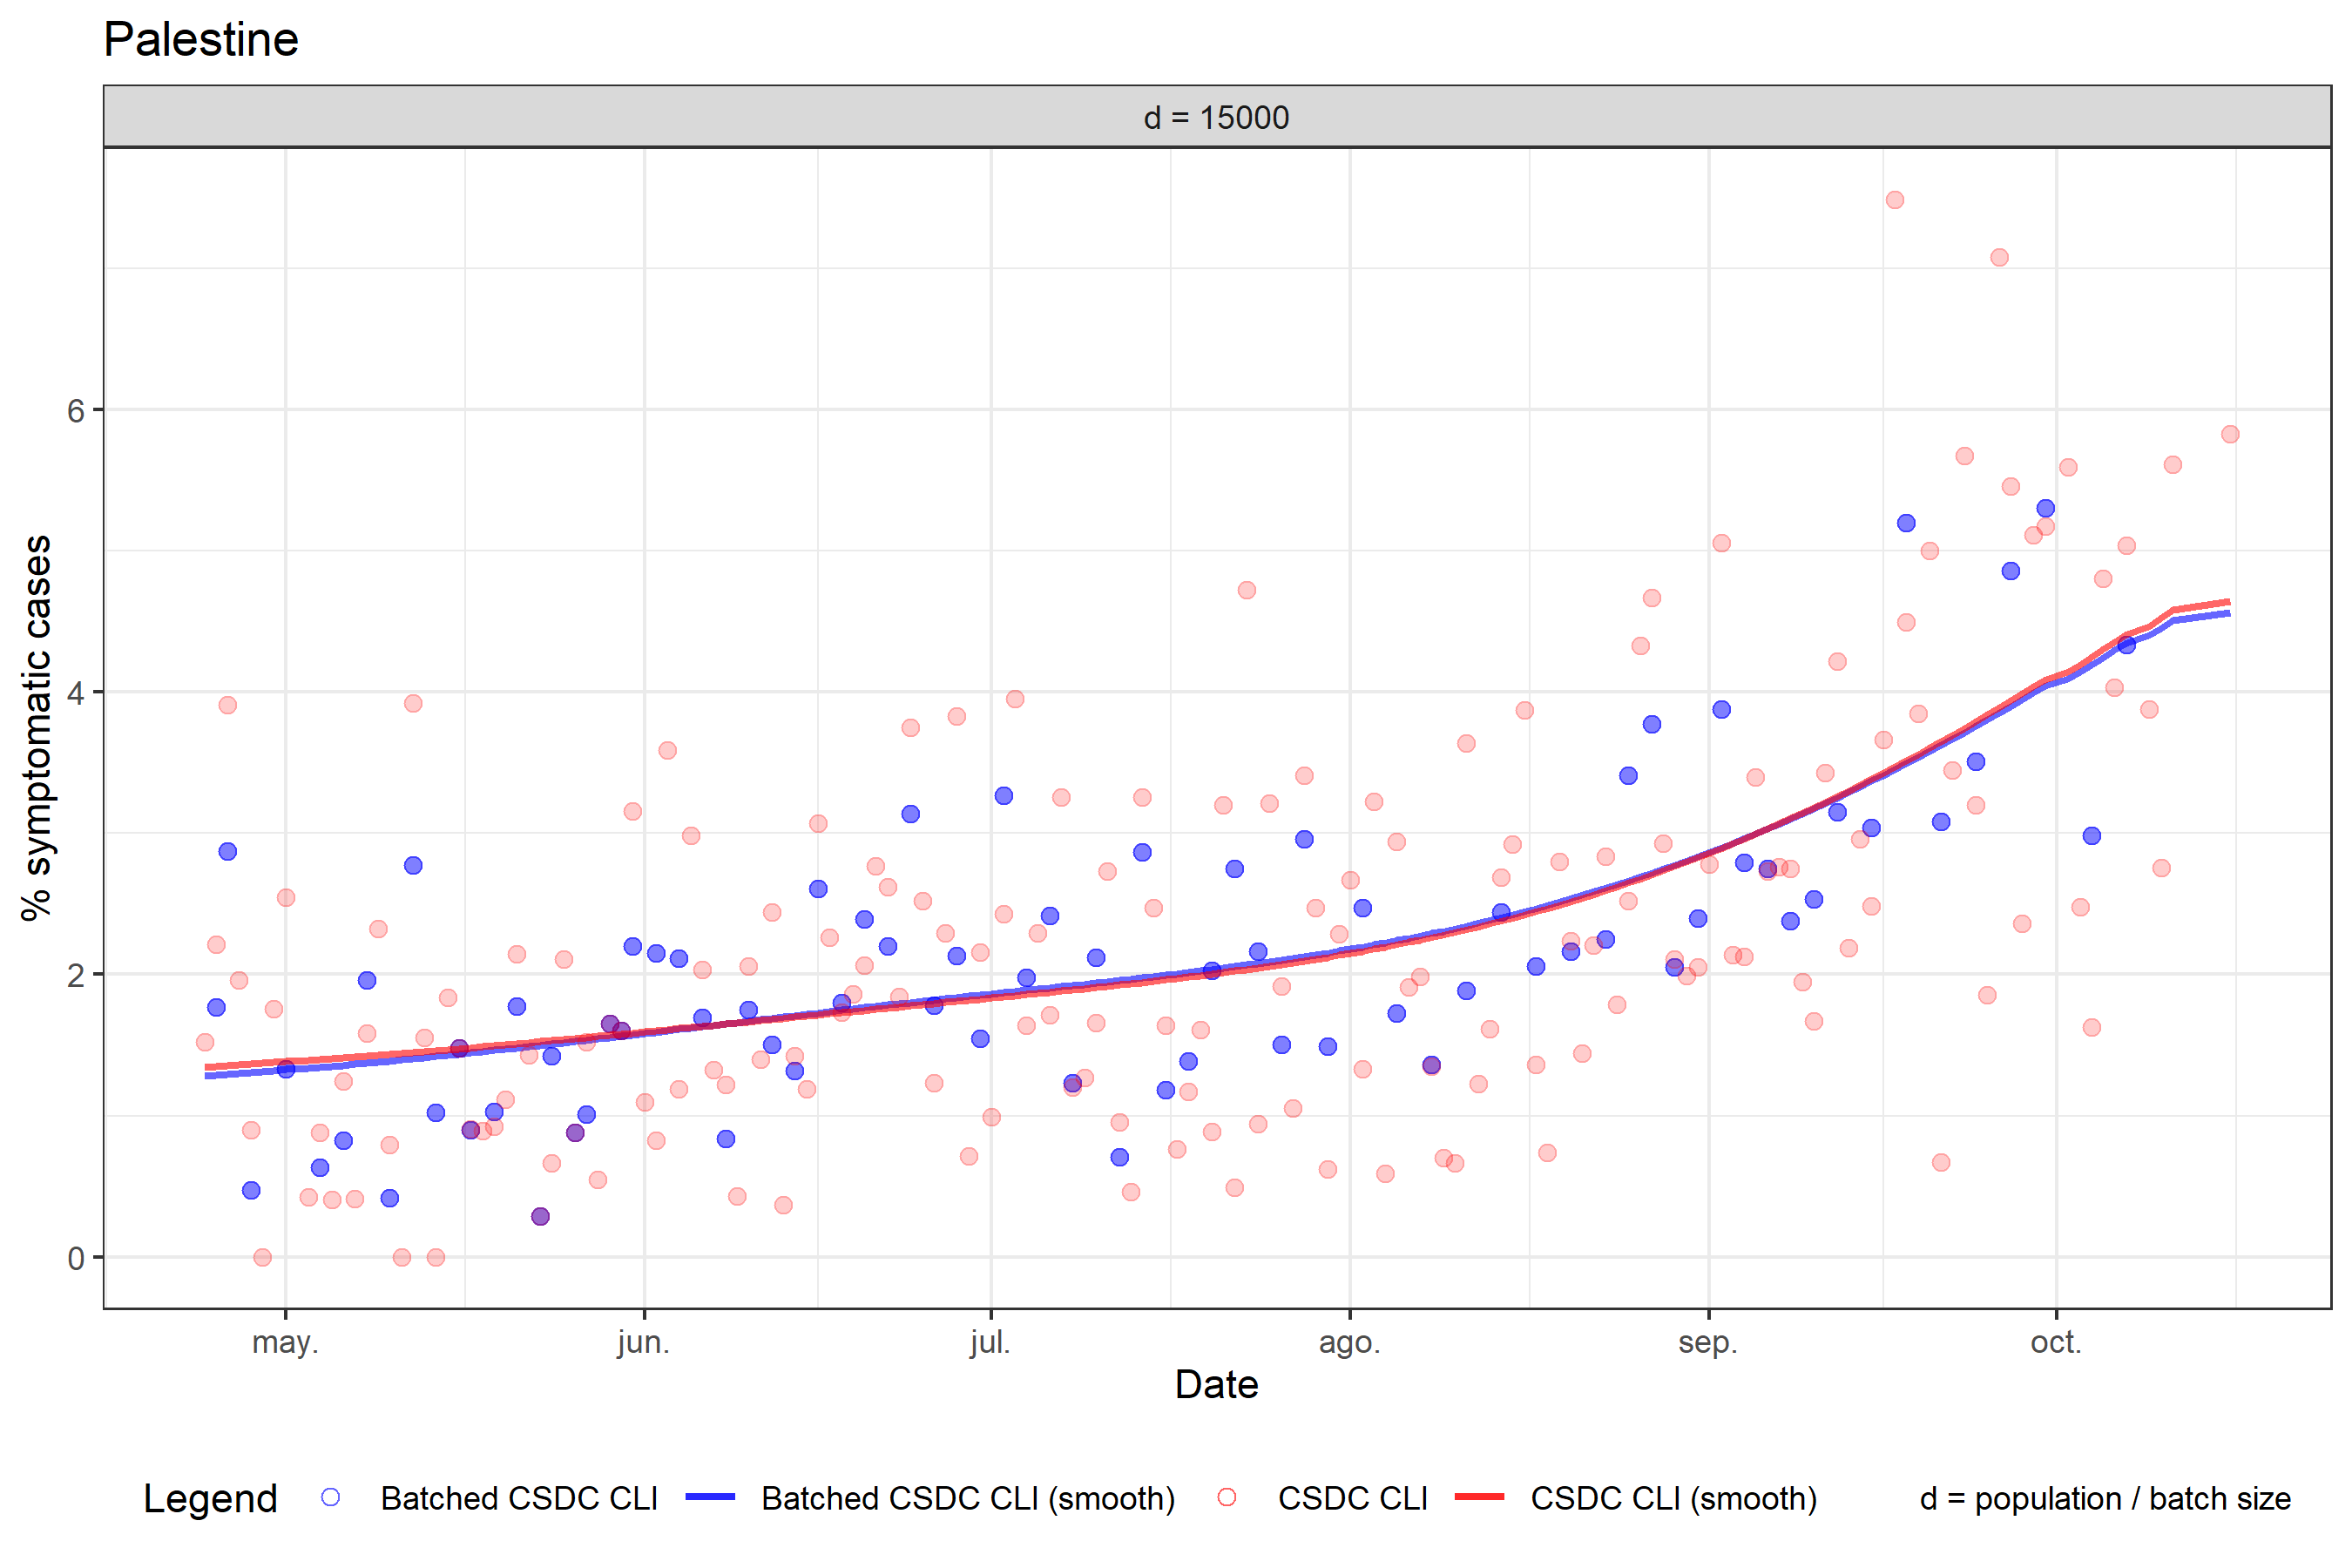 Palestine
d = 15000
% symptomatic cases
6
4
2
0
may. jun. jul. ago. sep. oct.
Date
Legend Batched CSDC CLI Batched CSDC CLI (smooth) CSDC CLI CSDC CLI (smooth) d = population / batch size